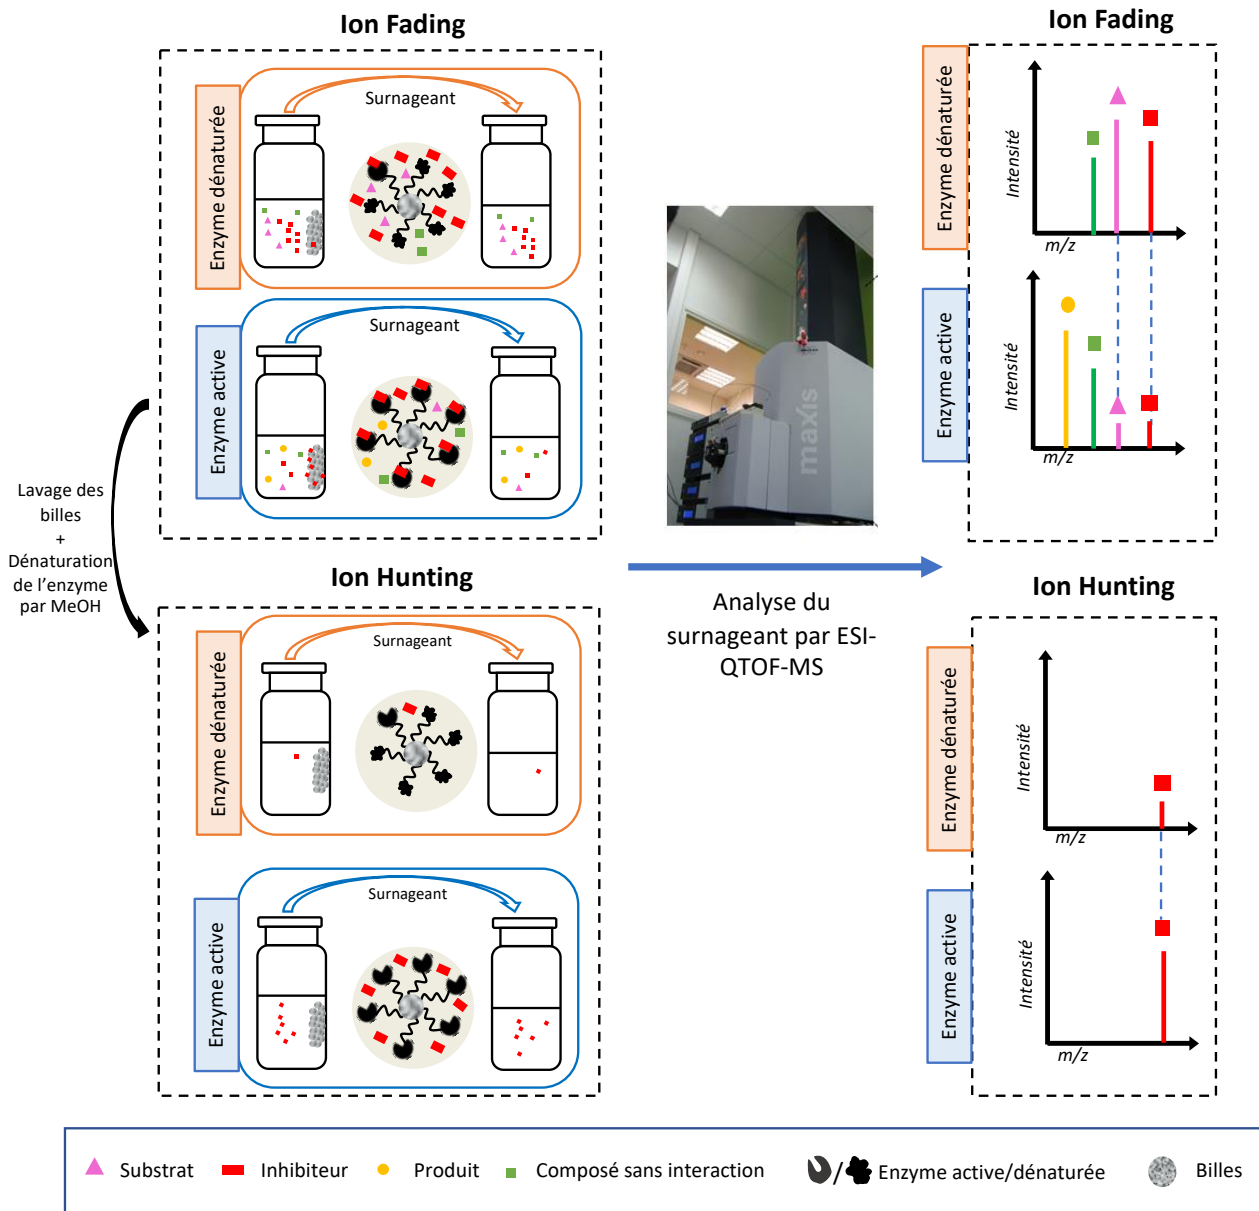 Ion Fading
Enzyme dénaturée
Surnageant
Enzyme active
Surnageant
Lavage des
billes
+
Dénaturation
de l'enzyme
par MeOH
Ion Hunting
Enzyme dénaturée
Surnageant
Enzyme active
Surnageant
maxis
Analyse du
surnageant par ESI-
QTOF-MS
Ion Fading
Enzyme dénaturée
Intensité
m/z
Enzyme active
Intensité
m/z
Ion Hunting
Enzyme dénaturée
Intensité
m/z
Enzyme active
Intensité
m/z
Substrat
Inhibiteur
Produit
Composé sans interaction
/
Enzyme active/dénaturée
Billes